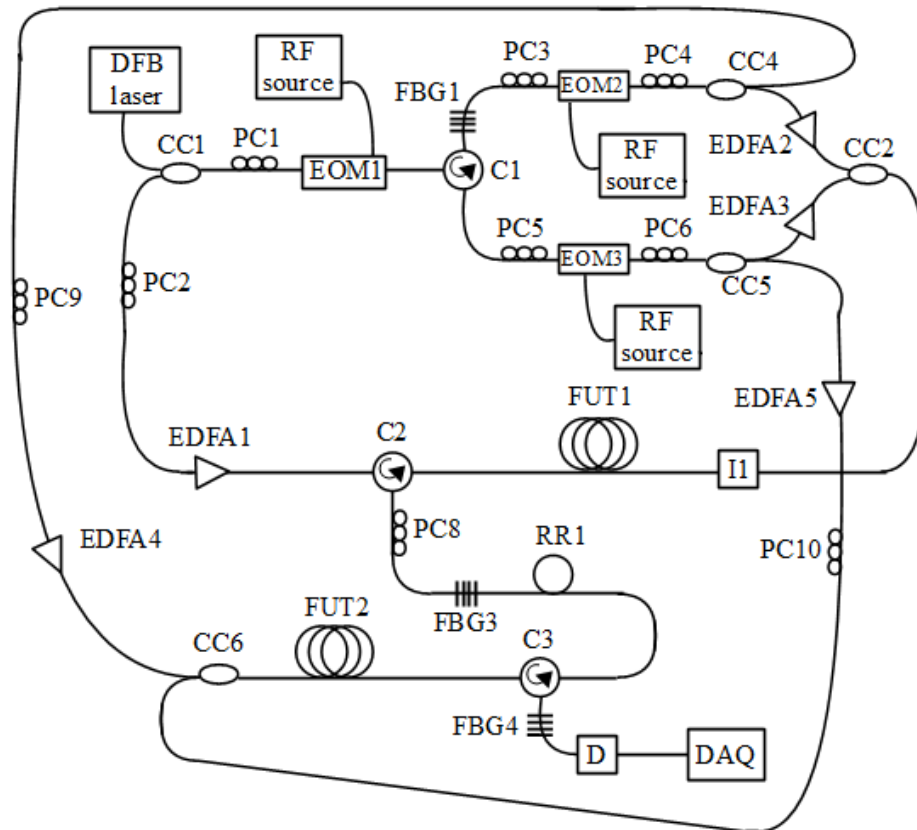 DFB
laser
RF
source
PC3
PC4
CC4
FBG1
EOM2
CC1
PC1
EDFA2
EOM1
C1
RF
source
CC2
EDFA3
PC5
PC6
PC2
EOM3
CC5
PC9
RF
source
FUT1
EDFA5
EDFA1
C2
I1
PC8
RR1
EDFA4
PC10
FUT2
FBG3
CC6
C3
FBG4
D
DAQ